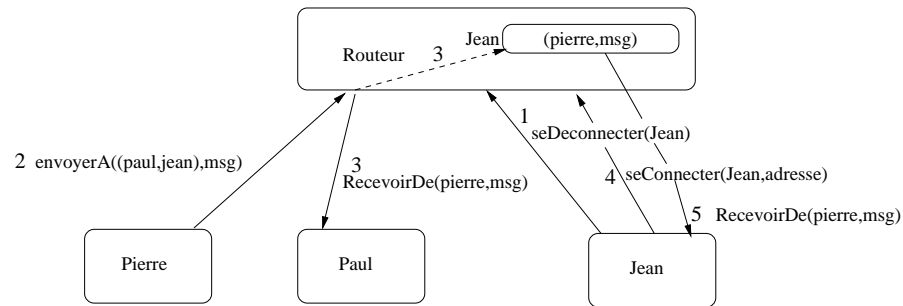 Jean (pierre,msg)
Routeur 3
1
seDeconnecter(Jean)
2 envoyerA((paul,jean),msg)
3
RecevoirDe(pierre,msg)
4 seConnecter(Jean,adresse)
5 RecevoirDe(pierre,msg)
Pierre
Paul
Jean